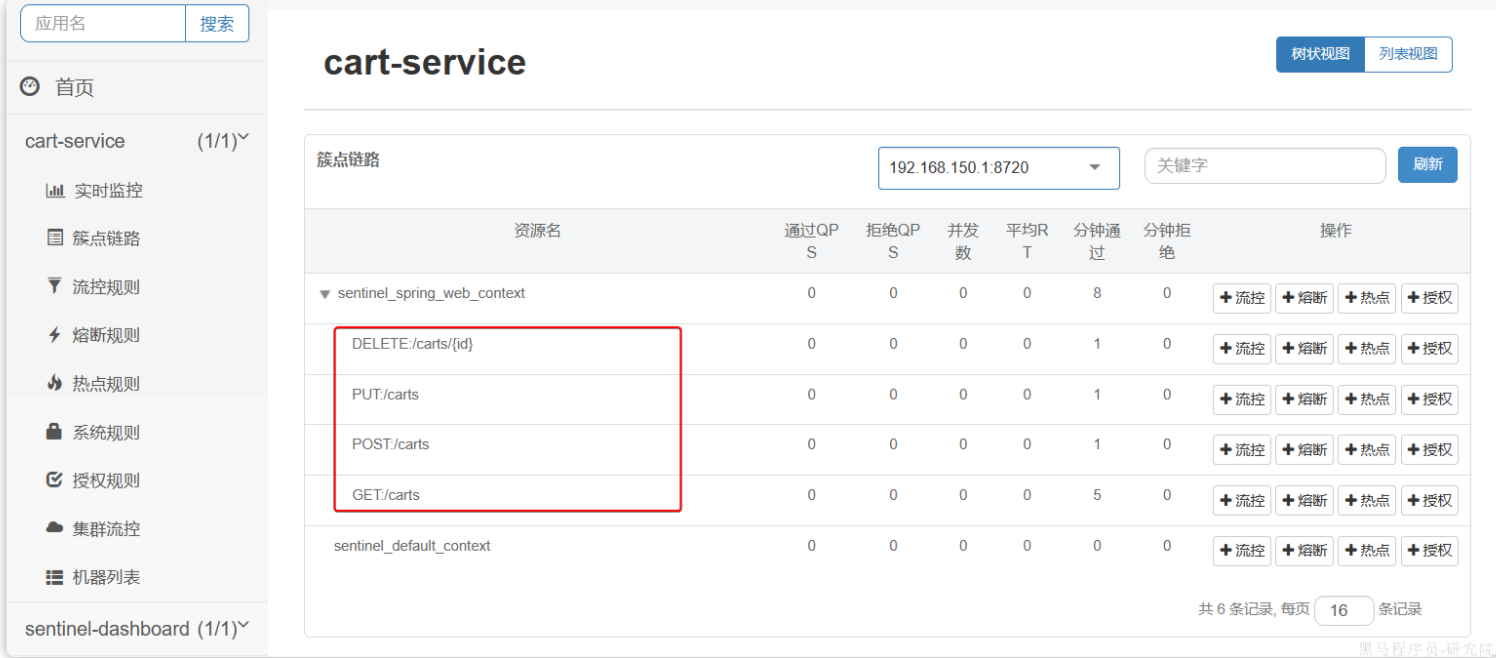 应用名 搜索
首页
cart-service (1/1)
实时监控
簇点链路
流控规则
熔断规则
热点规则
系统规则
授权规则
集群流控
机器列表
sentinel-dashboard (1/1)
cart-service
树状视图 列表视图
簇点链路 192.168.150.1:8720 关键字 刷新
资源名 通过QPS 拒绝QPS 并发数 平均RT 分钟通过 分钟拒绝 操作
sentinel_spring_web_context 0 0 0 0 8 0 流控 熔断 热点 授权
DELETE:/carts/{id} 0 0 0 0 1 0 流控 熔断 热点 授权
PUT:/carts 0 0 0 0 1 0 流控 熔断 热点 授权
POST:/carts 0 0 0 0 1 0 流控 熔断 热点 授权
GET:/carts 0 0 0 0 5 0 流控 熔断 热点 授权
sentinel_default_context 0 0 0 0 0 0 流控 熔断 热点 授权
共 6 条记录, 每页 16 条记录
黑马程序员-研究院